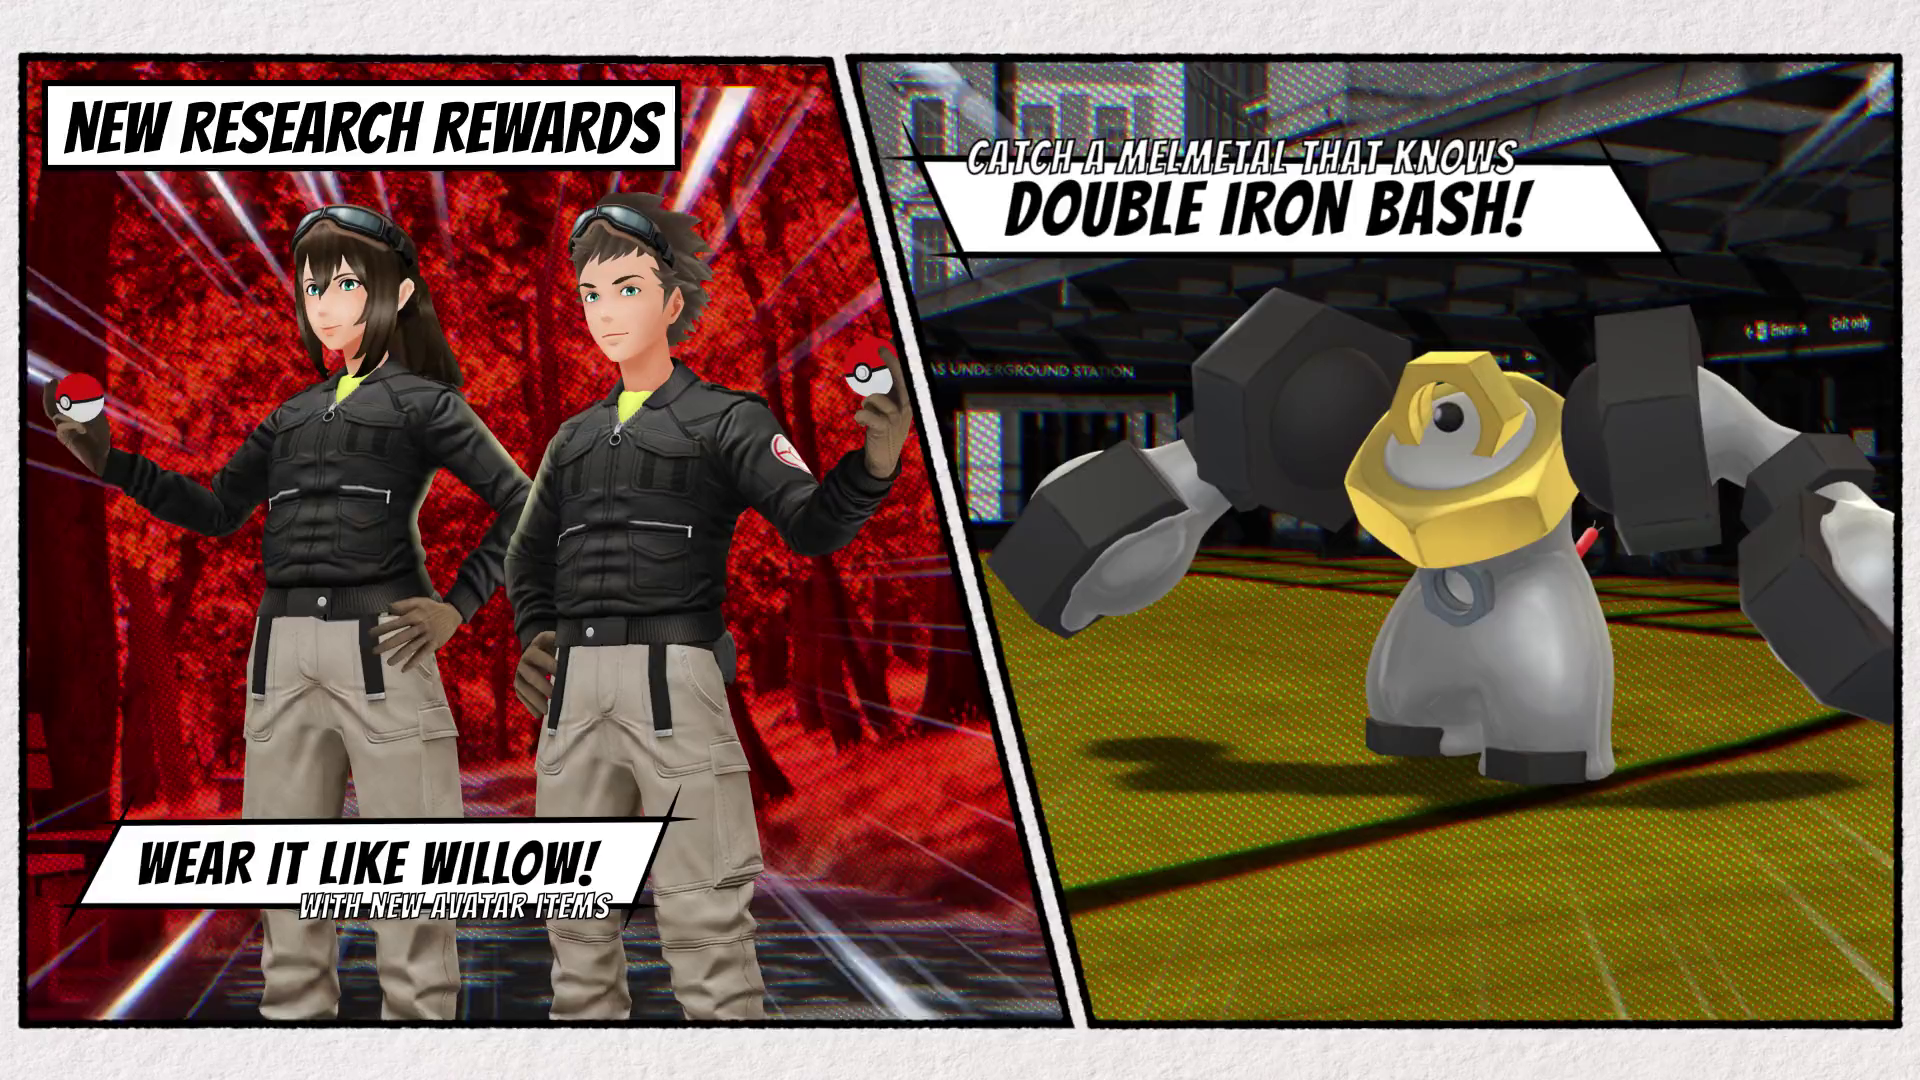 NEW RESEARCH REWARDS
WEAR IT LIKE WILLOW!
WITH NEW AVATAR ITEMS
CATCH A MELMETAL THAT KNOWS
DOUBLE IRON BASH!
AS UNDERGROUND STATION
Entrance
Exit only